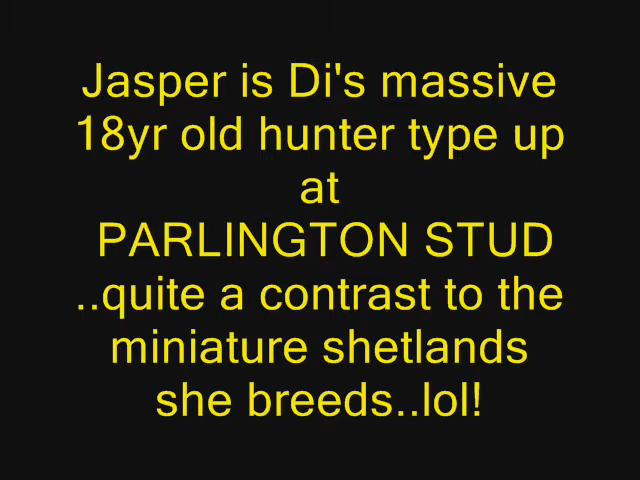 Jasper is Di's massive
18yr old hunter type up
at
PARLINGTON STUD
..quite a contrast to the
miniature shetlands
she breeds..lol!